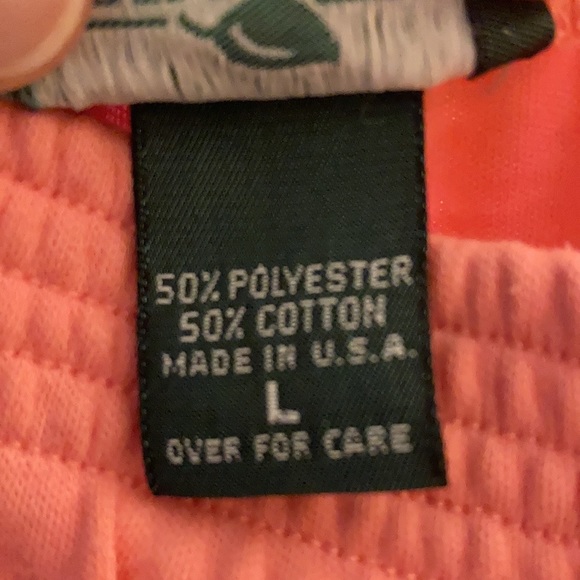 50% POLYESTER
50% COTTON
MADE IN U.S.A.
L
OVER FOR CARE